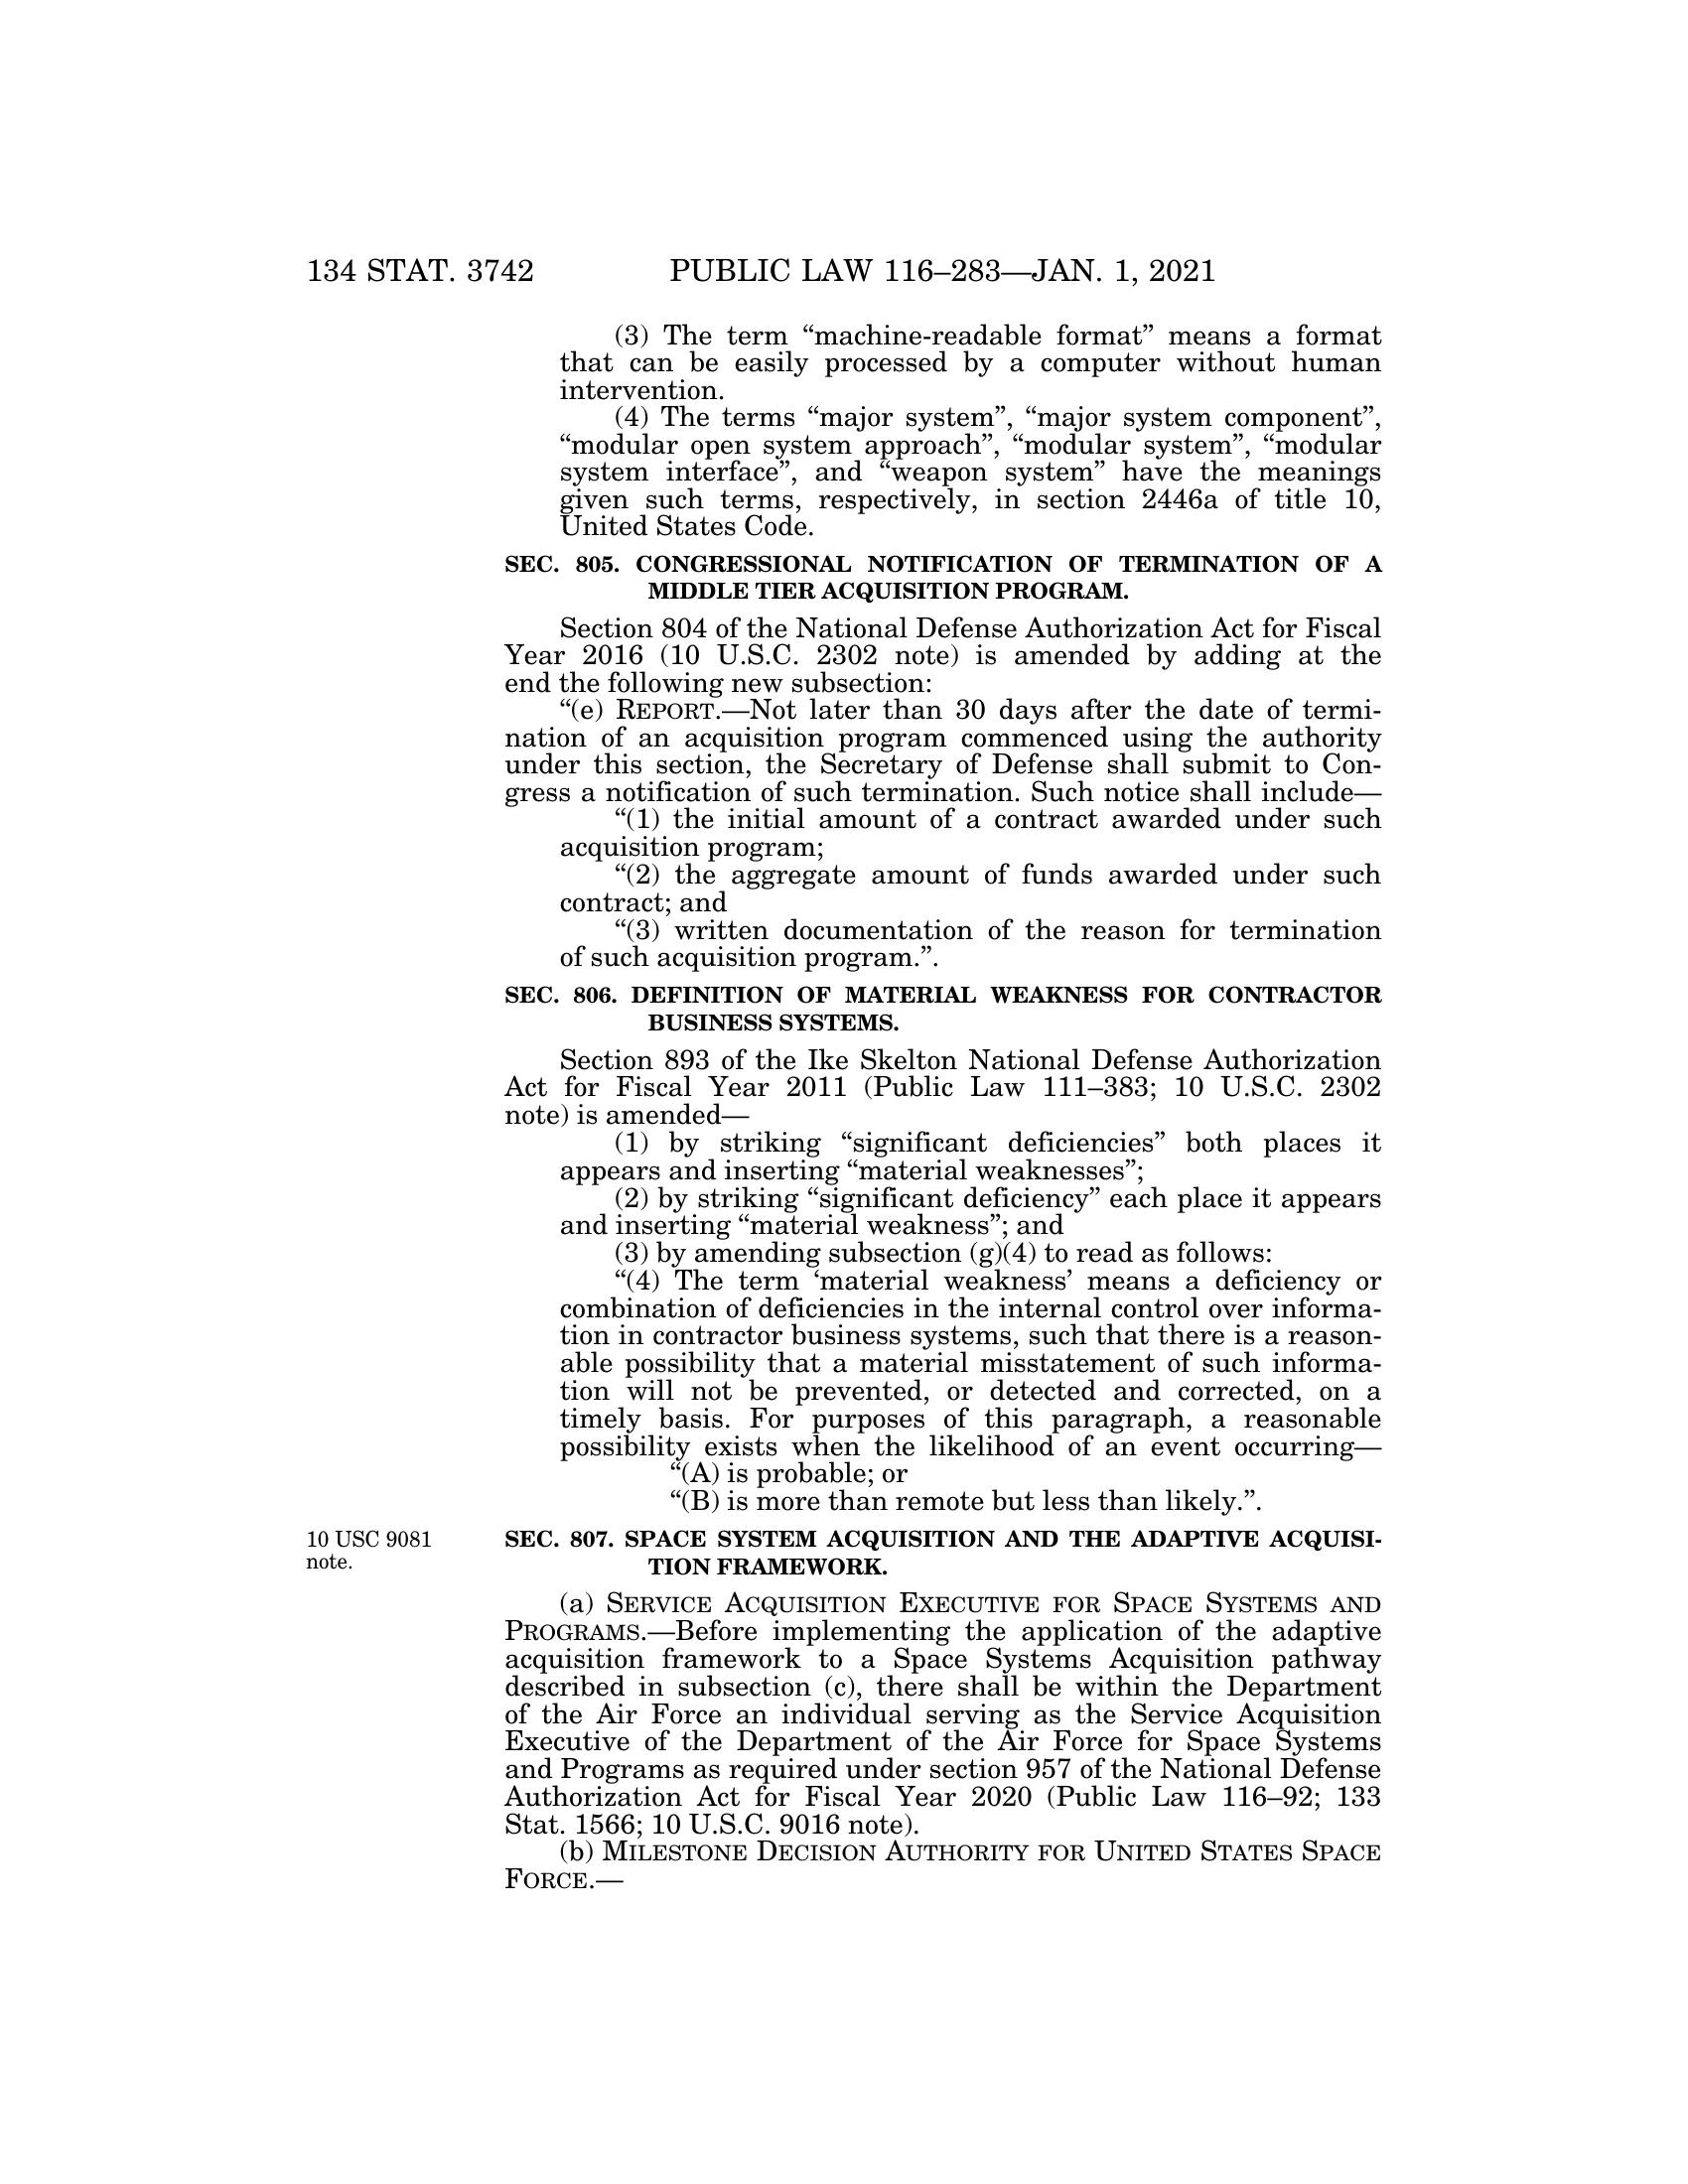 134 STAT. 3742 PUBLIC LAW 116–283—JAN. 1, 2021
(3) The term “machine-readable format” means a format
that can be easily processed by a computer without human
intervention.
(4) The terms “major system”, “major system component”,
“modular open system approach”, “modular system”, “modular
system interface”, and “weapon system” have the meanings
given such terms, respectively, in section 2446a of title 10,
United States Code.
SEC. 805. CONGRESSIONAL NOTIFICATION OF TERMINATION OF A
MIDDLE TIER ACQUISITION PROGRAM.
Section 804 of the National Defense Authorization Act for Fiscal
Year 2016 (10 U.S.C. 2302 note) is amended by adding at the
end the following new subsection:
“(e) REPORT.—Not later than 30 days after the date of termi-
nation of an acquisition program commenced using the authority
under this section, the Secretary of Defense shall submit to Con-
gress a notification of such termination. Such notice shall include—
“(1) the initial amount of a contract awarded under such
acquisition program;
“(2) the aggregate amount of funds awarded under such
contract; and
“(3) written documentation of the reason for termination
of such acquisition program.”.
SEC. 806. DEFINITION OF MATERIAL WEAKNESS FOR CONTRACTOR
BUSINESS SYSTEMS.
Section 893 of the Ike Skelton National Defense Authorization
Act for Fiscal Year 2011 (Public Law 111–383; 10 U.S.C. 2302
note) is amended—
(1) by striking “significant deficiencies” both places it
appears and inserting “material weaknesses”;
(2) by striking “significant deficiency” each place it appears
and inserting “material weakness”; and
(3) by amending subsection (g)(4) to read as follows:
“(4) The term ‘material weakness’ means a deficiency or
combination of deficiencies in the internal control over informa-
tion in contractor business systems, such that there is a reason-
able possibility that a material misstatement of such informa-
tion will not be prevented, or detected and corrected, on a
timely basis. For purposes of this paragraph, a reasonable
possibility exists when the likelihood of an event occurring—
“(A) is probable; or
“(B) is more than remote but less than likely.”.
10 USC 9081
note.
SEC. 807. SPACE SYSTEM ACQUISITION AND THE ADAPTIVE ACQUISI-
TION FRAMEWORK.
(a) SERVICE ACQUISITION EXECUTIVE FOR SPACE SYSTEMS AND
PROGRAMS.—Before implementing the application of the adaptive
acquisition framework to a Space Systems Acquisition pathway
described in subsection (c), there shall be within the Department
of the Air Force an individual serving as the Service Acquisition
Executive of the Department of the Air Force for Space Systems
and Programs as required under section 957 of the National Defense
Authorization Act for Fiscal Year 2020 (Public Law 116–92; 133
Stat. 1566; 10 U.S.C. 9016 note).
(b) MILESTONE DECISION AUTHORITY FOR UNITED STATES SPACE
FORCE.—